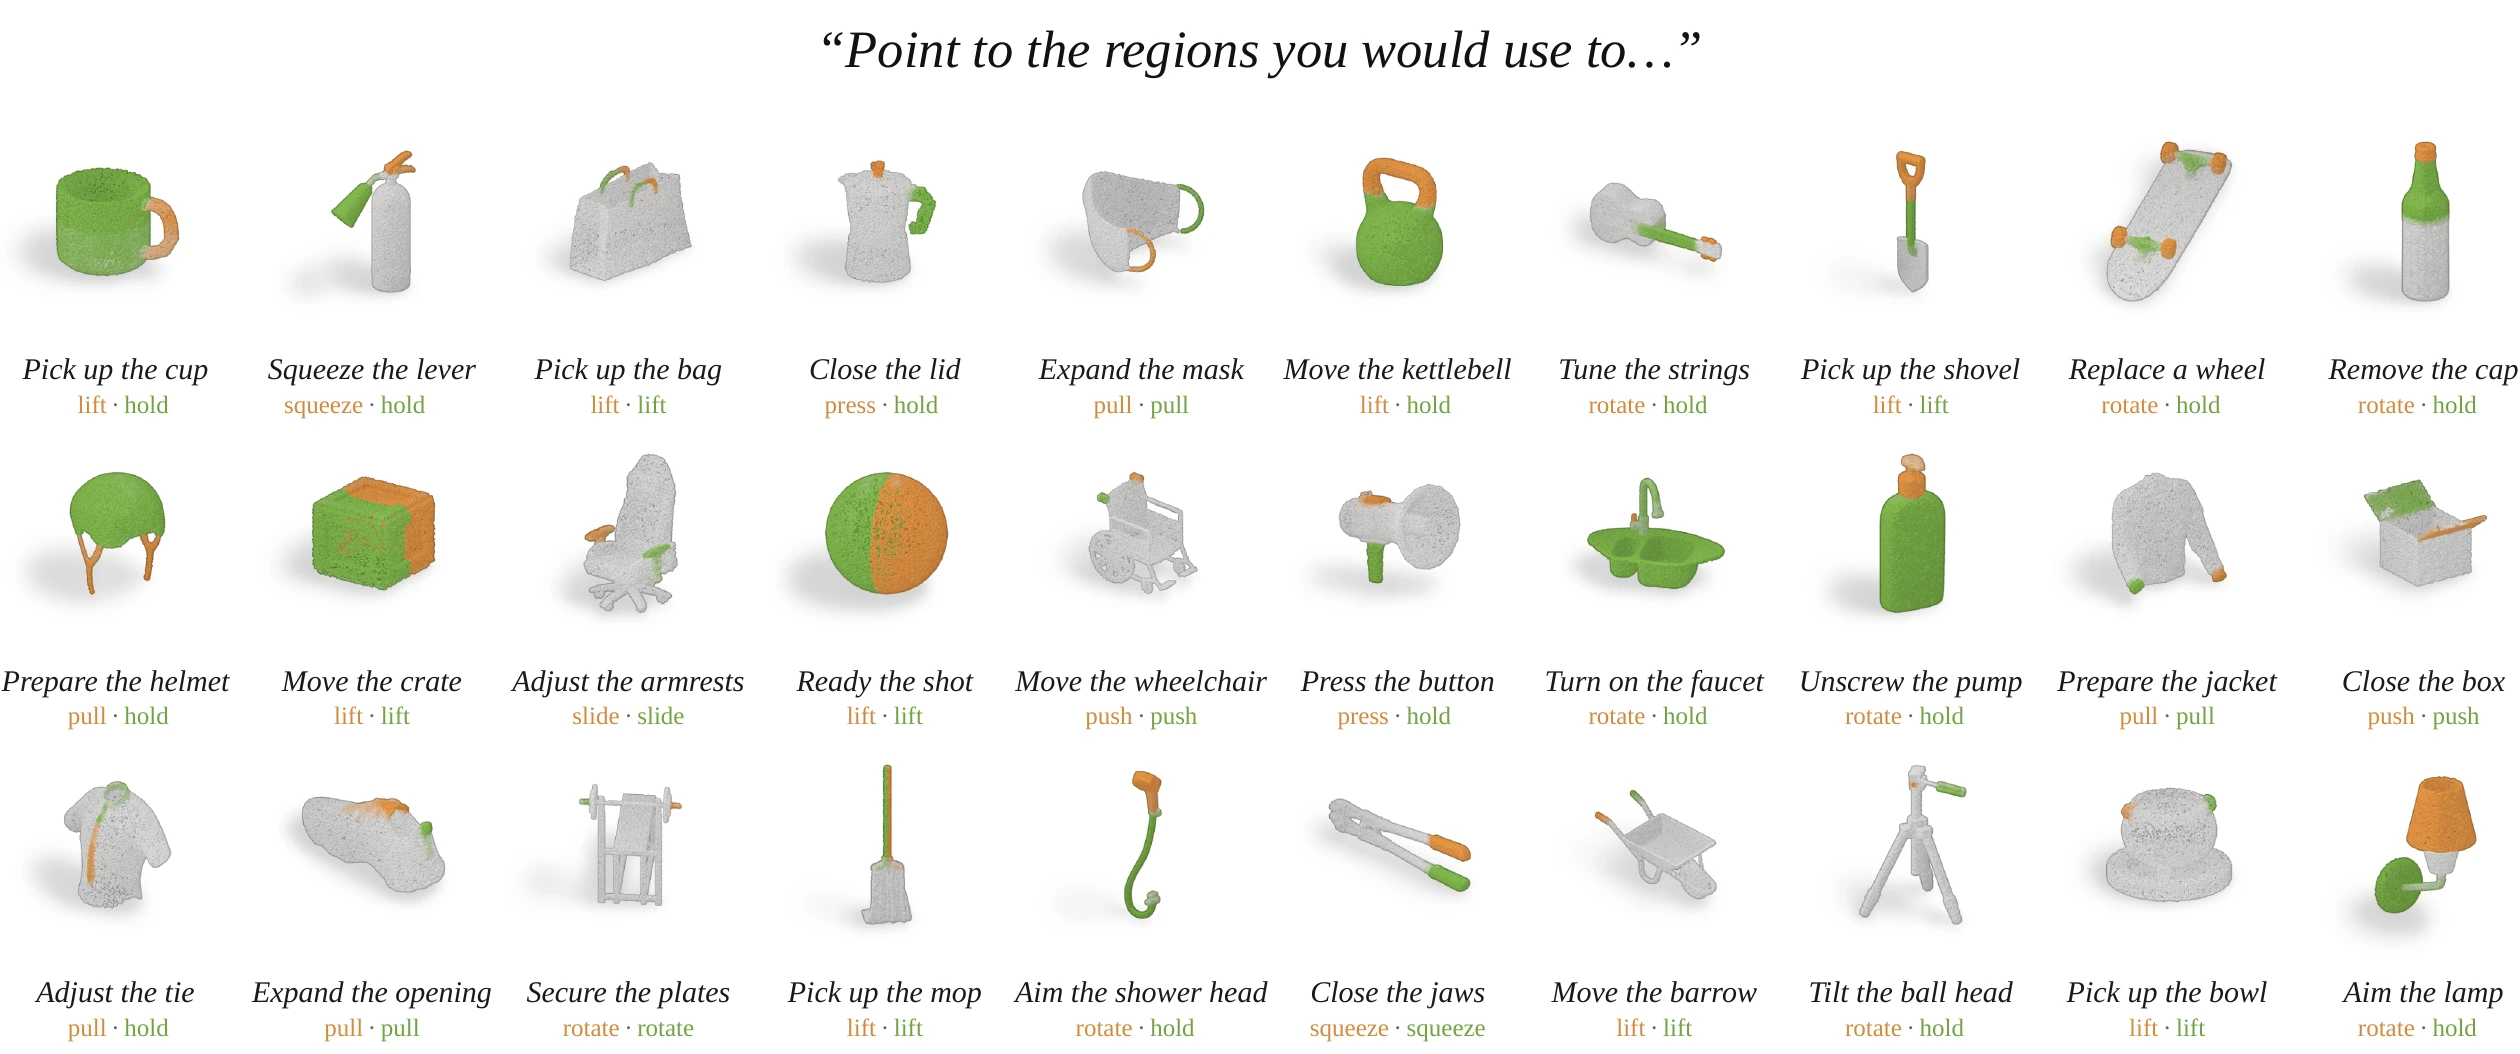 “Point to the regions you would use to…”
Pick up the cup
lift · hold
Squeeze the lever
squeeze · hold
Pick up the bag
lift · lift
Close the lid
press · hold
Expand the mask
pull · pull
Move the kettlebell
lift · hold
Tune the strings
rotate · hold
Pick up the shovel
lift · lift
Replace a wheel
rotate · hold
Remove the cap
rotate · hold
Prepare the helmet
pull · hold
Move the crate
lift · lift
Adjust the armrests
slide · slide
Ready the shot
lift · lift
Move the wheelchair
push · push
Press the button
press · hold
Turn on the faucet
rotate · hold
Unscrew the pump
rotate · hold
Prepare the jacket
pull · pull
Close the box
push · push
Adjust the tie
pull · hold
Expand the opening
pull · pull
Secure the plates
rotate · rotate
Pick up the mop
lift · lift
Aim the shower head
rotate · hold
Close the jaws
squeeze · squeeze
Move the barrow
lift · lift
Tilt the ball head
rotate · hold
Pick up the bowl
lift · lift
Aim the lamp
rotate · hold